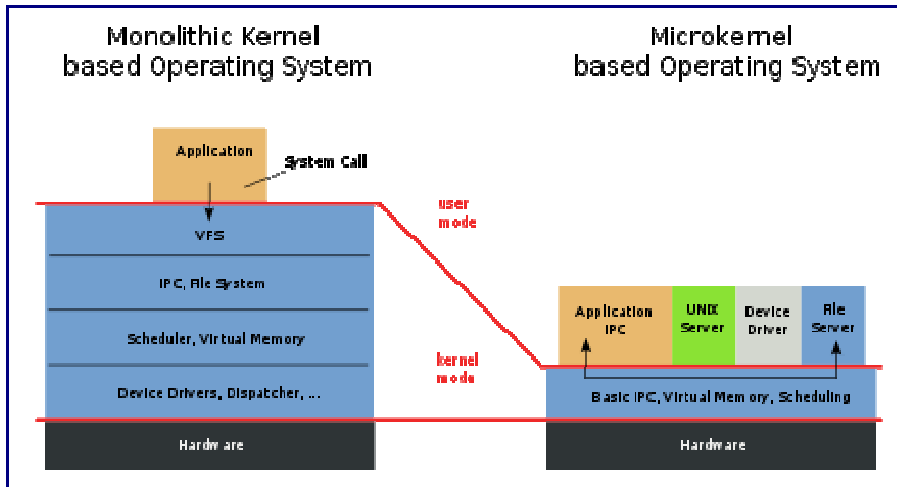 Monolithic Kernel
based Operating System
Application
System Call
VFS
IPC, File System
Scheduler, Virtual Memory
Device Drivers, Dispatcher, ...
Hardware
user
mode
kernel
mode
Microkernel
based Operating System
Application
IPC
UNIX
Server
Device
Driver
File
Server
Basic IPC, Virtual Memory, Scheduling
Hardware